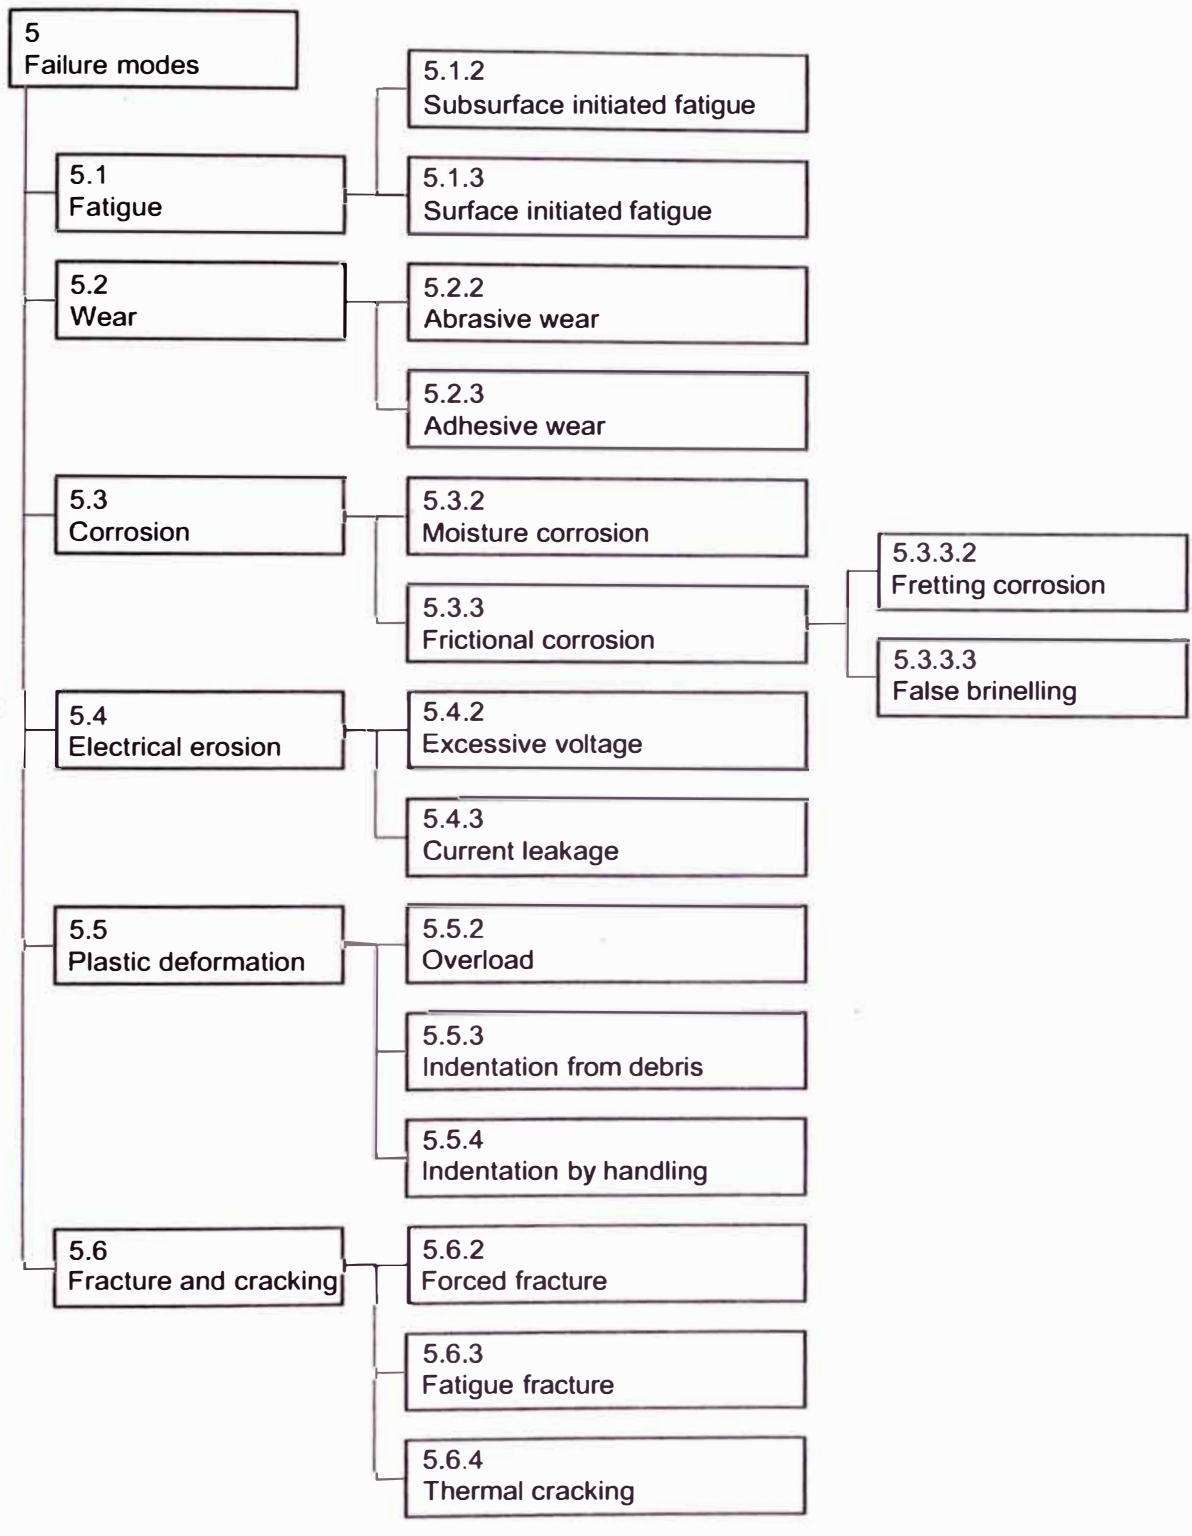 5
Failure modes
5.1
Fatigue
5.1.2
Subsurface initiated fatigue
5.1.3
Surface initiated fatigue
5.2
Wear
5.2.2
Abrasive wear
5.2.3
Adhesive wear
5.3
Corrosion
5.3.2
Moisture corrosion
5.3.3
Frictional corrosion
5.3.3.2
Fretting corrosion
5.3.3.3
False brinelling
5.4
Electrical erosion
5.4.2
Excessive voltage
5.4.3
Current leakage
5.5
Plastic deformation
5.5.2
Overload
5.5.3
Indentation from debris
5.5.4
Indentation by handling
5.6
Fracture and cracking
5.6.2
Forced fracture
5.6.3
Fatigue fracture
5.6.4
Thermal cracking